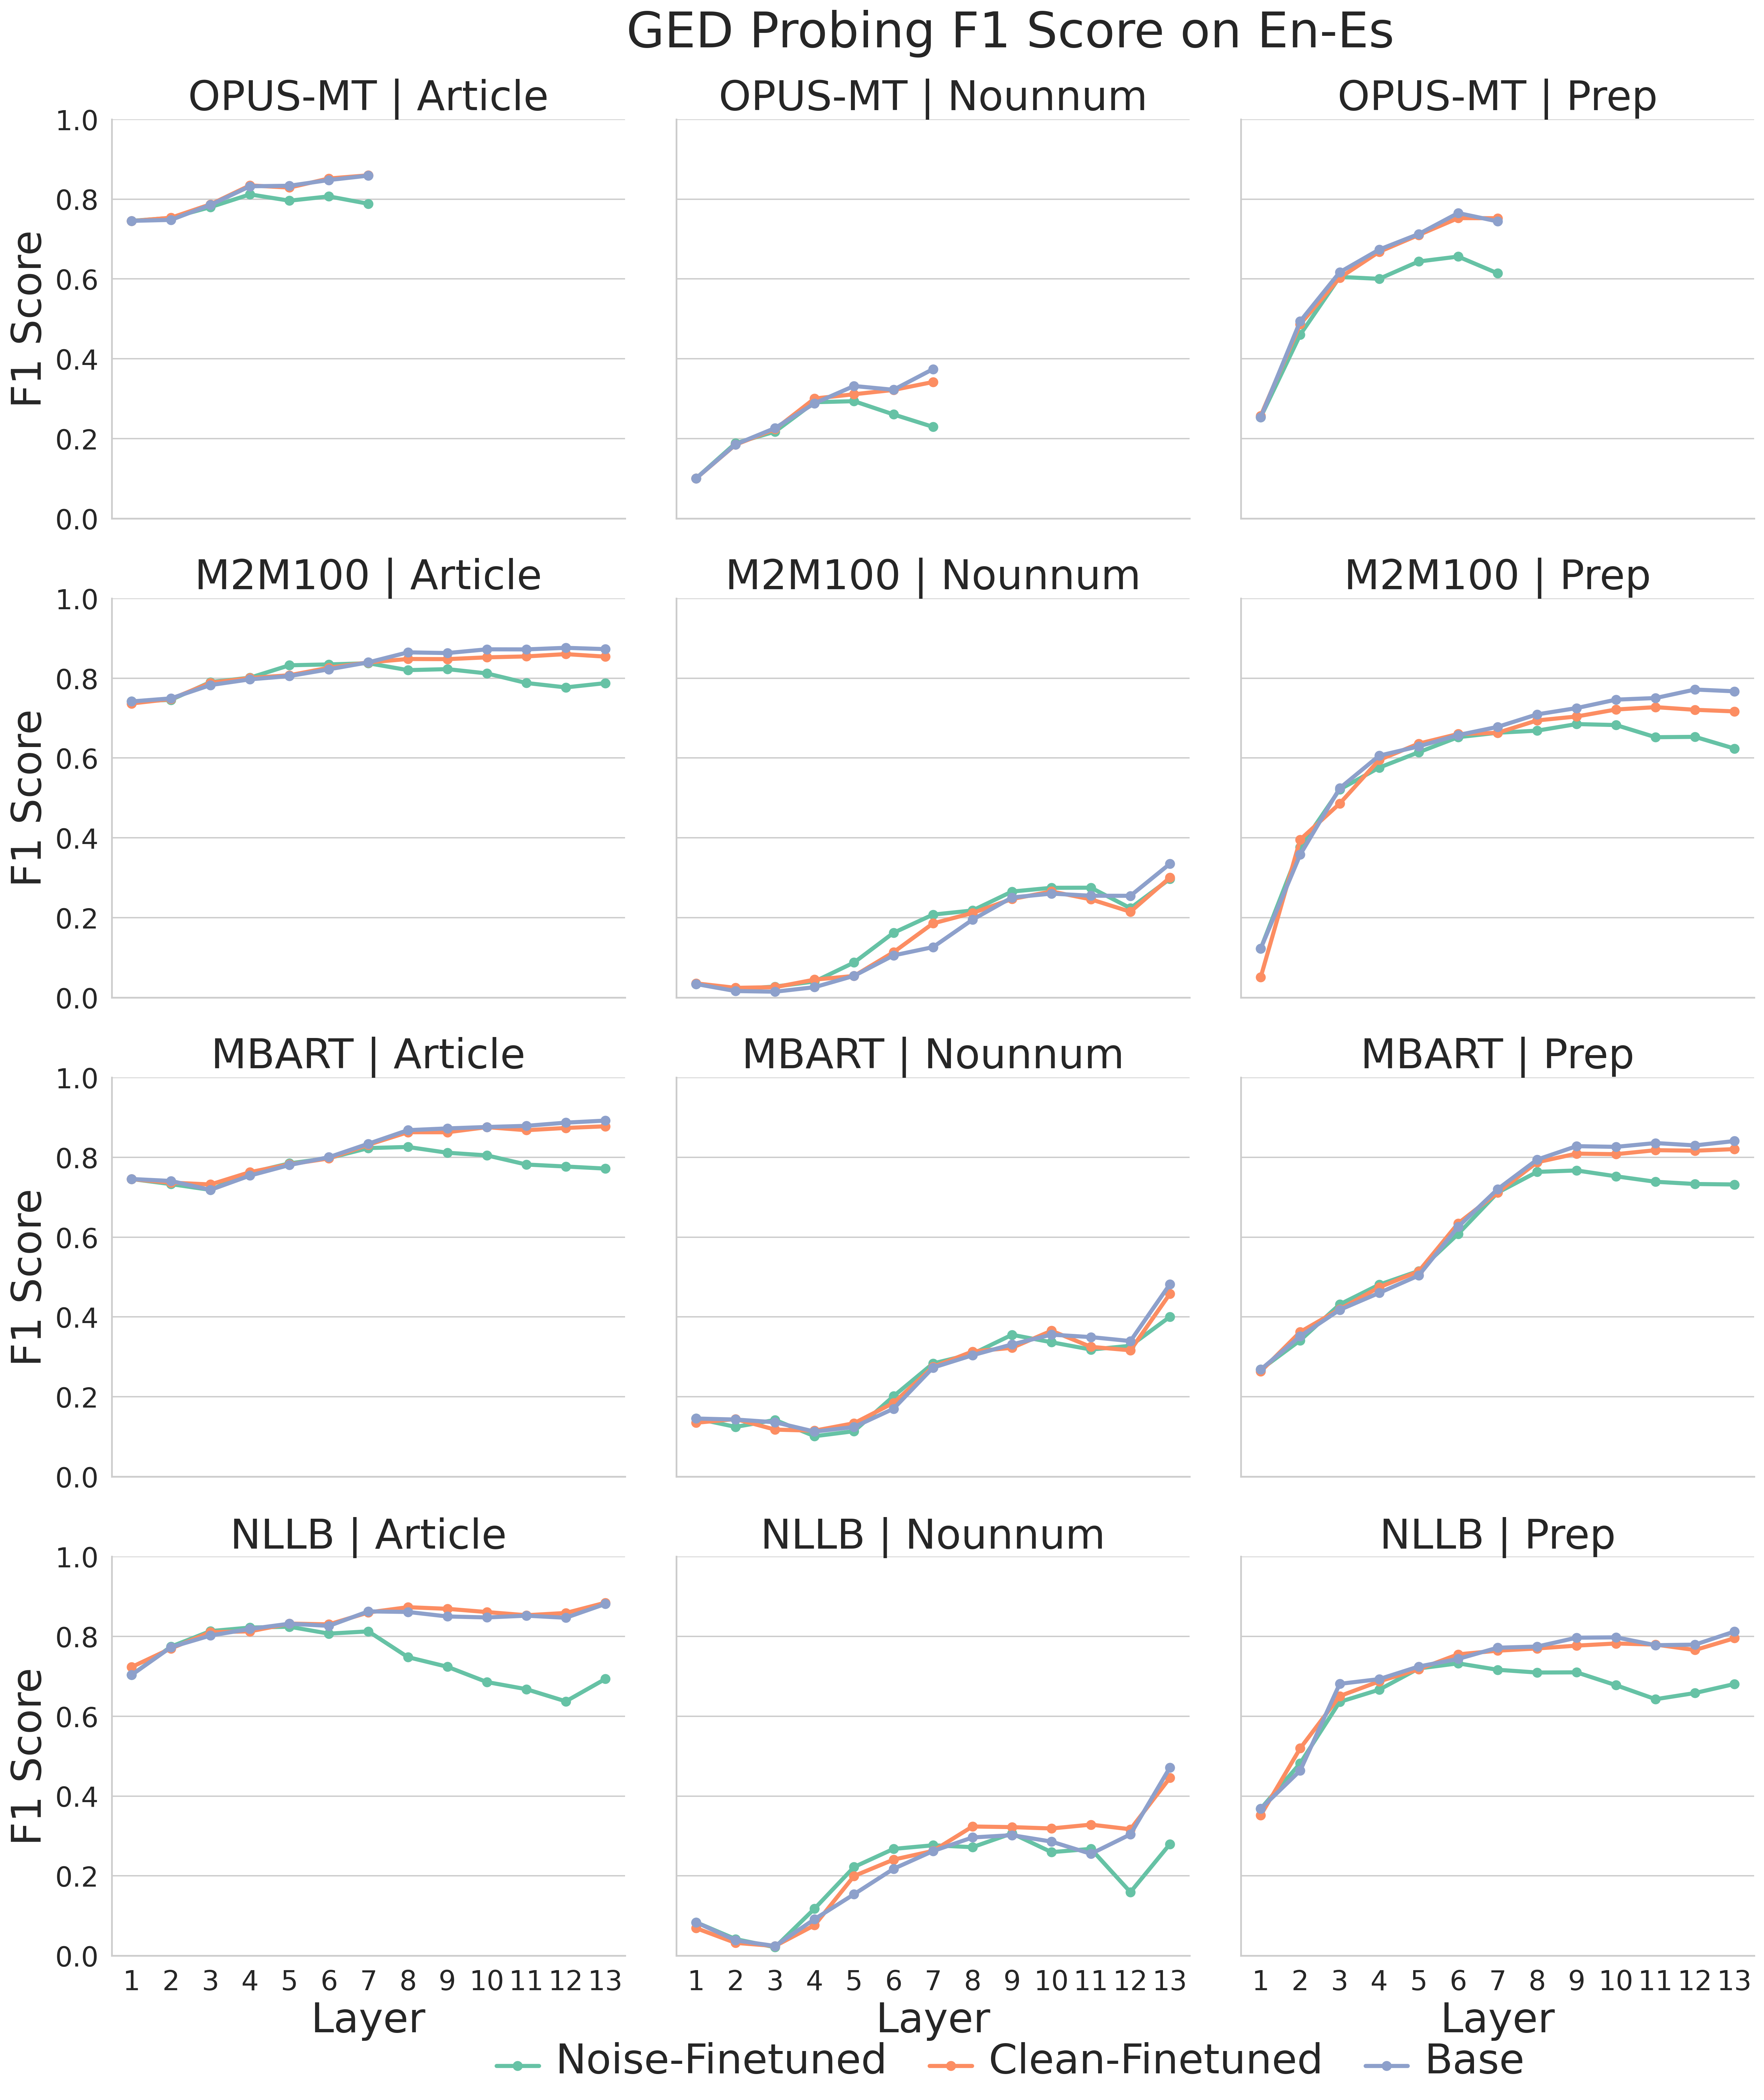 GED Probing F1 Score on En-Es
OPUS-MT | Article
OPUS-MT | Nounnum
OPUS-MT | Prep
1.0
0.8
0.6
0.4
0.2
0.0
F1 Score
M2M100 | Article
M2M100 | Nounnum
M2M100 | Prep
1.0
0.8
0.6
0.4
0.2
0.0
F1 Score
MBART | Article
MBART | Nounnum
MBART | Prep
1.0
0.8
0.6
0.4
0.2
0.0
F1 Score
NLLB | Article
NLLB | Nounnum
NLLB | Prep
1.0
0.8
0.6
0.4
0.2
0.0
F1 Score
1 2 3 4 5 6 7 8 9 10 11 12 13
1 2 3 4 5 6 7 8 9 10 11 12 13
1 2 3 4 5 6 7 8 9 10 11 12 13
Layer
Layer
Layer
Noise-Finetuned
Clean-Finetuned
Base